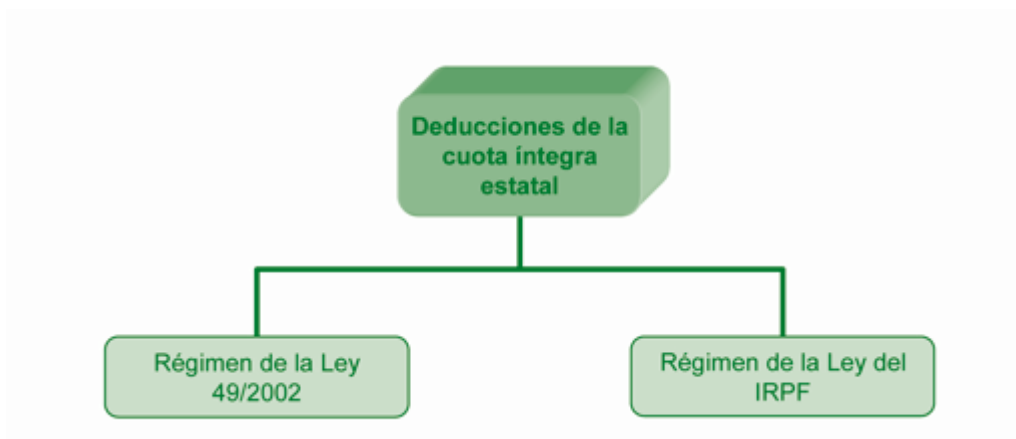 Deducciones de la
cuota íntegra
estatal
Régimen de la Ley
49/2002
Régimen de la Ley del
IRPF